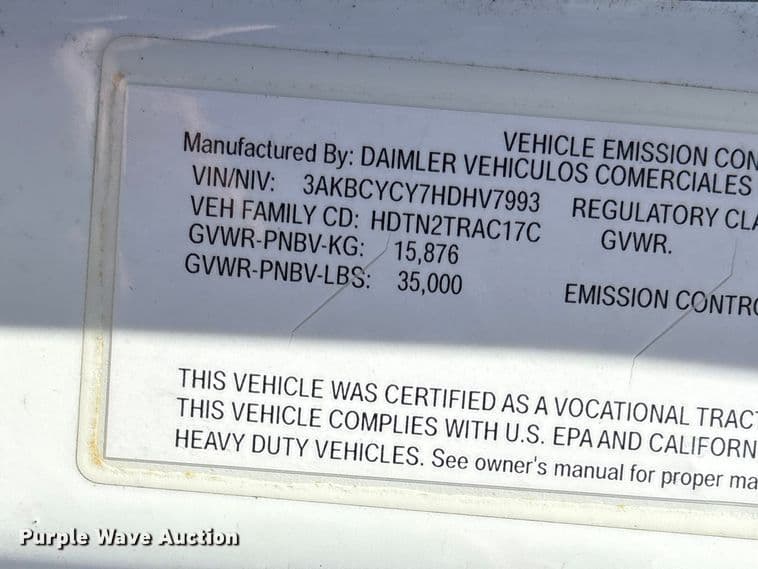 VEHICLE EMISSION CON
Manufactured By: DAIMLER VEHICULOS COMERCIALES
VIN/NIV: 3AKBCYCY7HDHV7993 REGULATORY CLA
VEH FAMILY CD: HDTN2TRAC17C GVWR.
GVWR-PNBV-KG: 15,876
GVWR-PNBV-LBS: 35,000 EMISSION CONTRO
THIS VEHICLE WAS CERTIFIED AS A VOCATIONAL TRAC
THIS VEHICLE COMPLIES WITH U.S. EPA AND CALIFORN
HEAVY DUTY VEHICLES. See owner's manual for proper ma
Purple Wave Auction